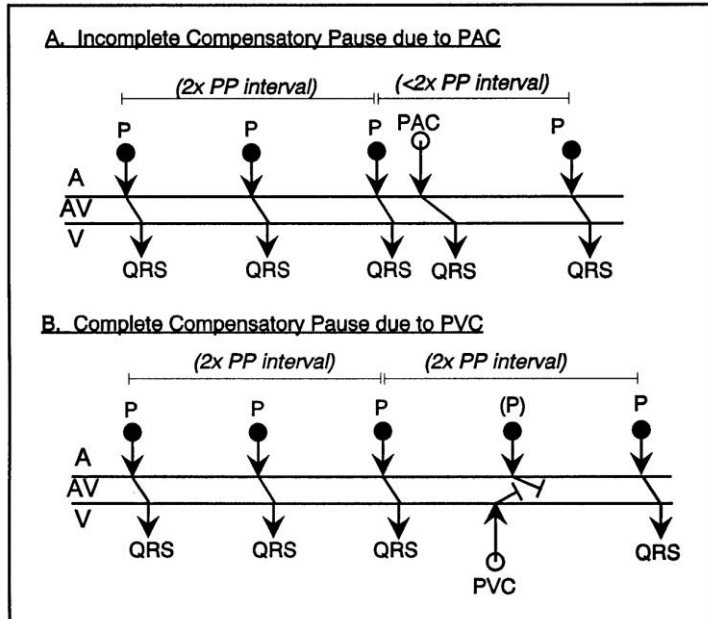 A. Incomplete Compensatory Pause due to PAC
(2x PP interval) (<2x PP interval)
P P P PAC P
A
AV
V
QRS QRS QRS QRS QRS
B. Complete Compensatory Pause due to PVC
(2x PP interval) (2x PP interval)
P P P (P) P
A
AV
V
QRS QRS QRS QRS
PVC